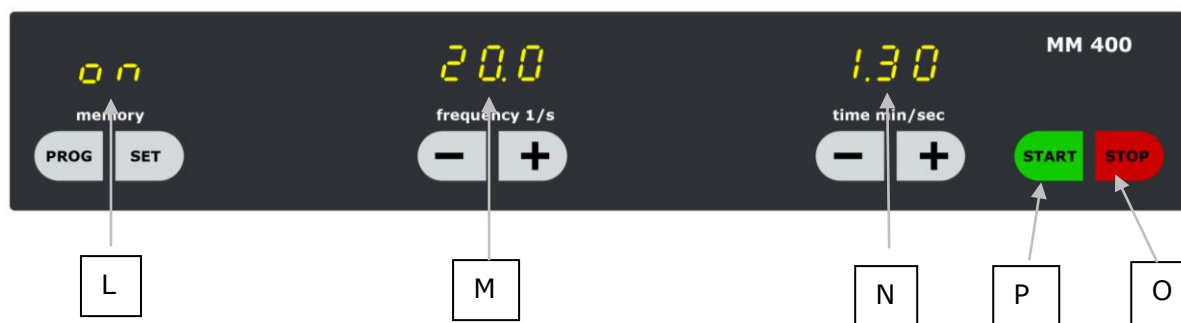 on 20.0 1.30 MM 400
memory frequency 1/s time min/sec
PROG SET − + − + START STOP
L M N P O